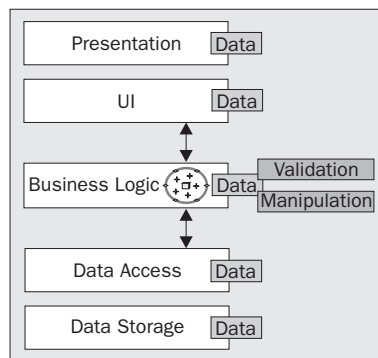 Presentation Data
UI Data
Validation
Business Logic Data
Manipulation
Data Access Data
Data Storage Data